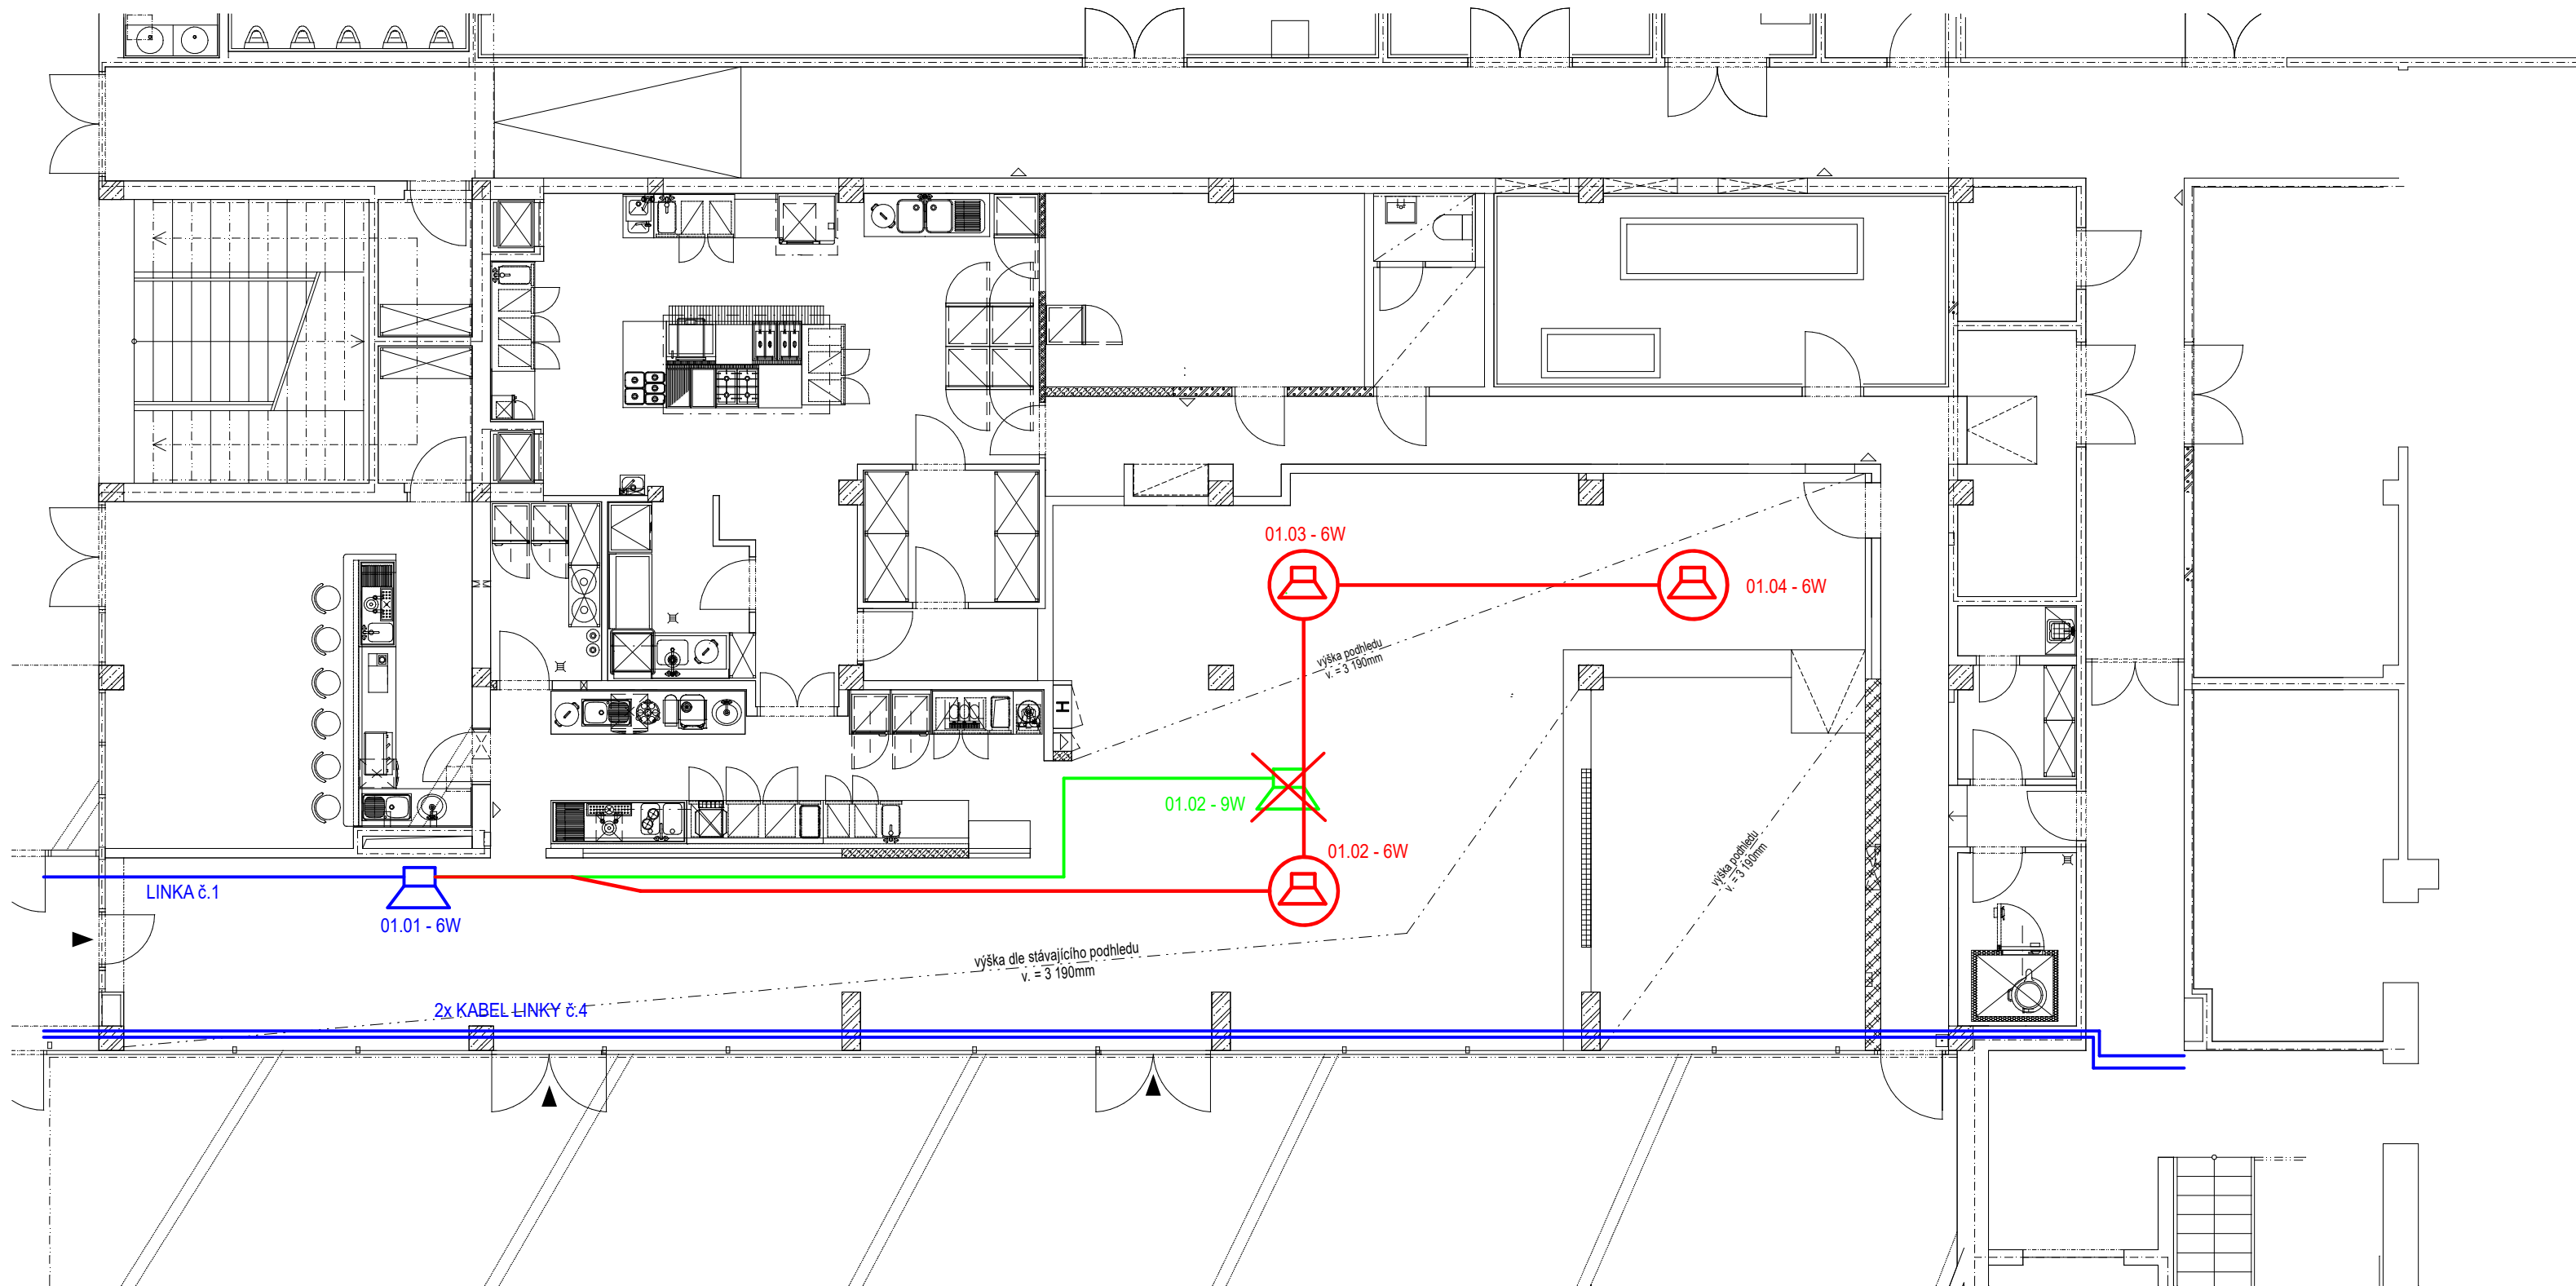 01.03 - 6W
01.04 - 6W
výška podhledu
v. = 3 190mm
H
01.02 - 9W
01.02 - 6W
výška podhledu
v. = 3 190mm
LINKA č.1
01.01 - 6W
výška dle stávajícího podhledu
v. = 3 190mm
2x KABEL LINKY č.4